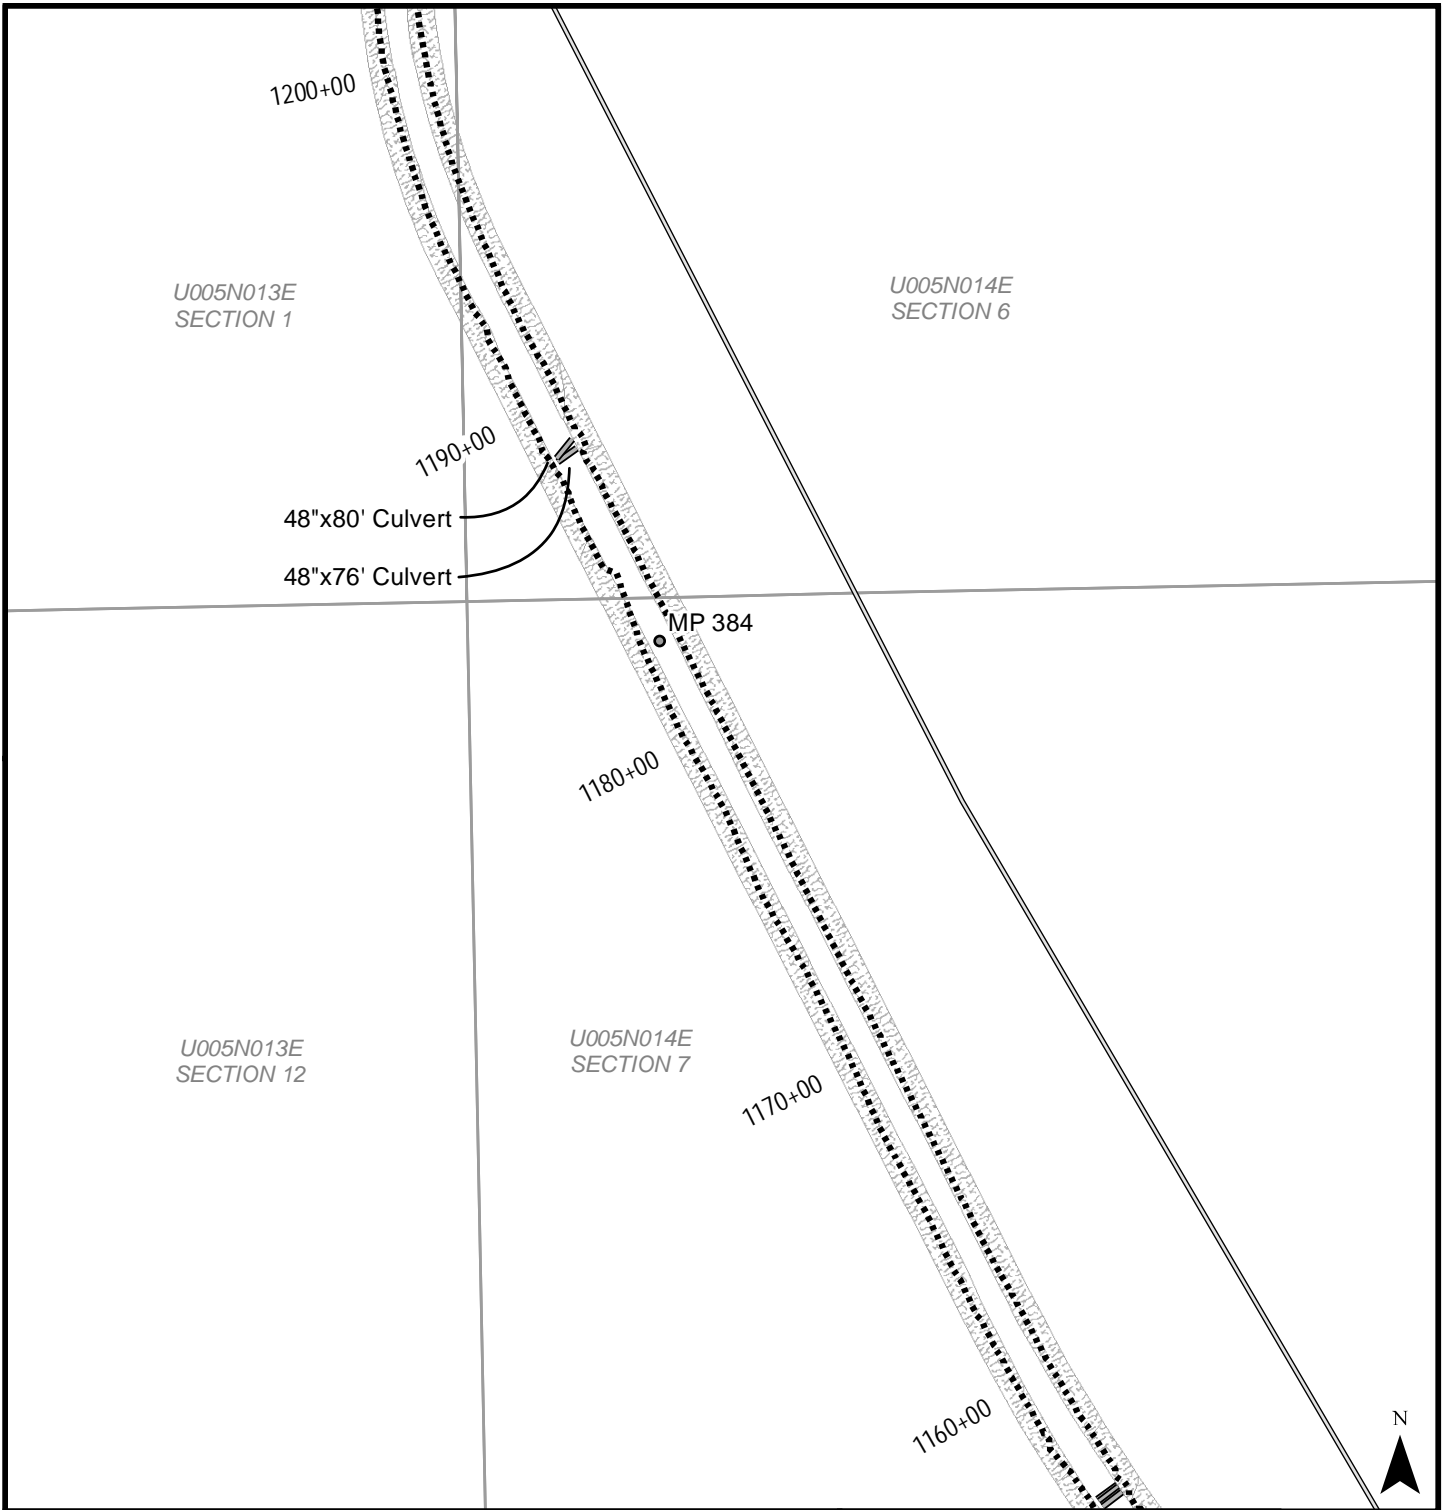 1200+00
U005N013E
SECTION 1
U005N014E
SECTION 6
1190+00
48"x80' Culvert
48"x76' Culvert
MP 384
1180+00
U005N013E
SECTION 12
U005N014E
SECTION 7
1170+00
1160+00
N